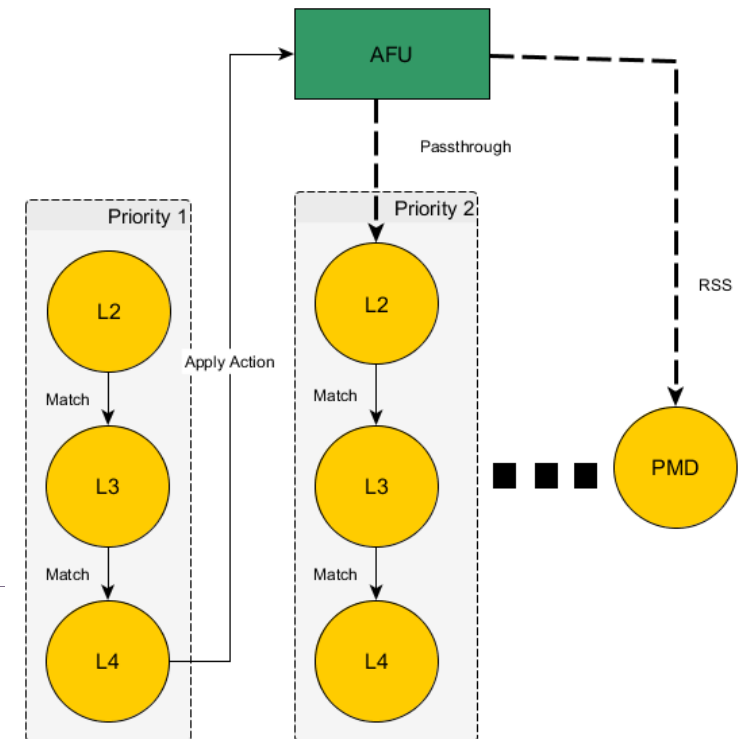 AFU
Passthrough
Priority 1
Priority 2
L2
L2
RSS
Apply Action
Match
Match
L3
L3
PMD
Match
Match
L4
L4